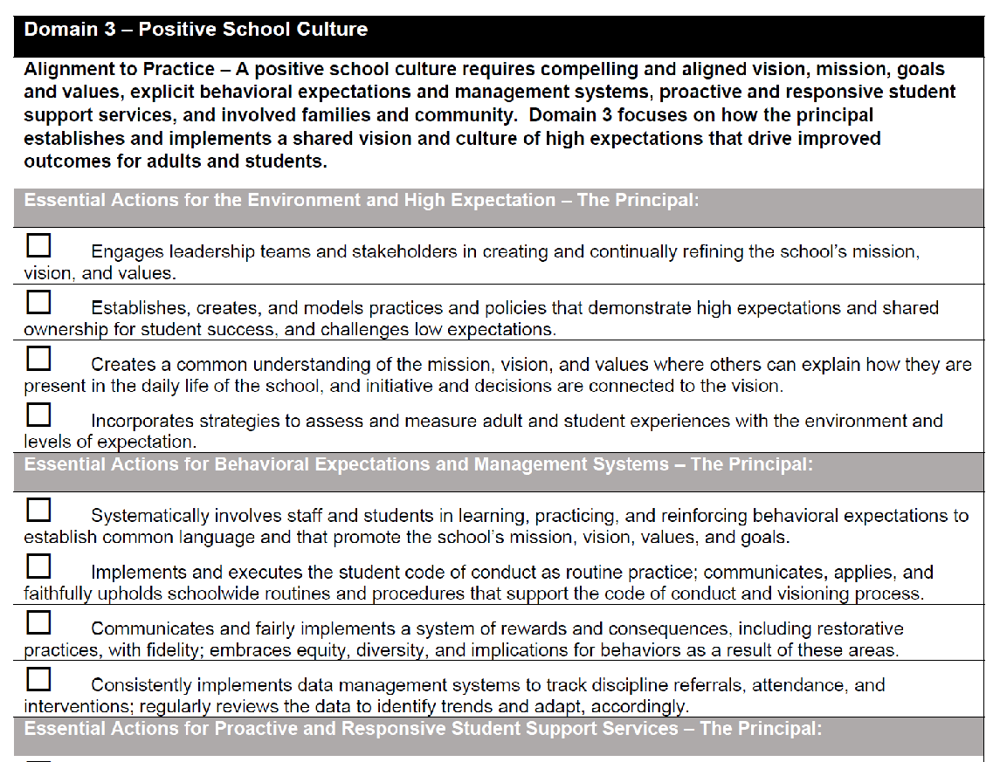 Domain 3 – Positive School Culture
Alignment to Practice – A positive school culture requires compelling and aligned vision, mission, goals
and values, explicit behavioral expectations and management systems, proactive and responsive student
support services, and involved families and community.  Domain 3 focuses on how the principal
establishes and implements a shared vision and culture of high expectations that drive improved
outcomes for adults and students.
Essential Actions for the Environment and High Expectation – The Principal:
☐ Engages leadership teams and stakeholders in creating and continually refining the school’s mission,
vision, and values.
☐ Establishes, creates, and models practices and policies that demonstrate high expectations and shared
ownership for student success, and challenges low expectations.
☐ Creates a common understanding of the mission, vision, and values where others can explain how they are
present in the daily life of the school, and initiative and decisions are connected to the vision.
☐ Incorporates strategies to assess and measure adult and student experiences with the environment and
levels of expectation.
Essential Actions for Behavioral Expectations and Management Systems – The Principal:
☐ Systematically involves staff and students in learning, practicing, and reinforcing behavioral expectations to
establish common language and that promote the school’s mission, vision, values, and goals.
☐ Implements and executes the student code of conduct as routine practice; communicates, applies, and
faithfully upholds schoolwide routines and procedures that support the code of conduct and visioning process.
☐ Communicates and fairly implements a system of rewards and consequences, including restorative
practices, with fidelity; embraces equity, diversity, and implications for behaviors as a result of these areas.
☐ Consistently implements data management systems to track discipline referrals, attendance, and
interventions; regularly reviews the data to identify trends and adapt, accordingly.
Essential Actions for Proactive and Responsive Student Support Services – The Principal: